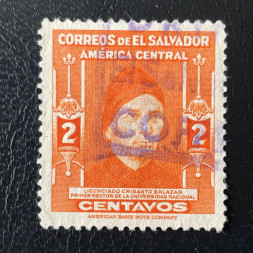 CORREOS DE EL SALVADOR
AMÉRICA CENTRAL
2 2
LICENCIADO CRISANTO SALAZAR
PRIMER RECTOR DE LA UNIVERSIDAD NACIONAL
CENTAVOS
AMERICAN BANK NOTE COMPANY.